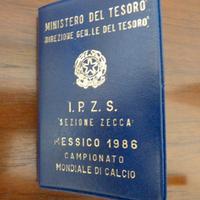 MINISTERO DEL TESORO
"DIREZIONE GEN.LE DEL TESORO"
I.P.Z.S.
"SEZIONE ZECCA"
MESSICO 1986
CAMPIONATO
MONDIALE DI CALCIO